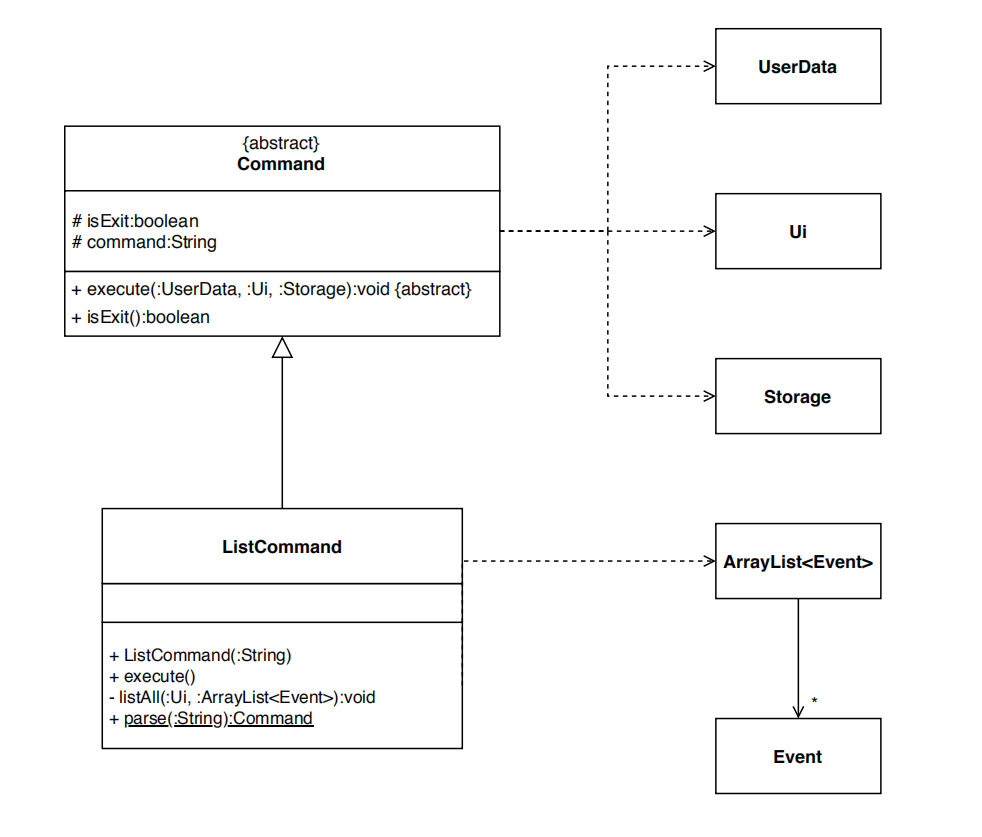 UserData
{abstract}
Command
# isExit:boolean
# command:String
+ execute(:UserData, :Ui, :Storage):void {abstract}
+ isExit():boolean
Ui
Storage
ListCommand
+ ListCommand(:String)
+ execute()
- listAll(:Ui, :ArrayList<Event>):void
+ parse(:String):Command
ArrayList<Event>
*
Event